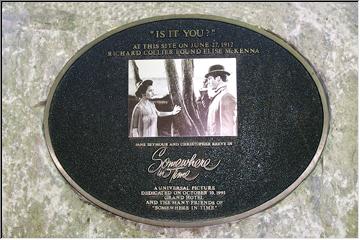 "IS IT YOU?"
AT THIS SITE ON JUNE 27, 1912
RICHARD COLLIER FOUND ELISE McKENNA
JANE SEYMOUR AND CHRISTOPHER REEVE IN
Somewhere
in Time
A UNIVERSAL PICTURE
DEDICATED ON OCTOBER 10, 1993
GRAND HOTEL
AND THE MANY FRIENDS OF
"SOMEWHERE IN TIME"